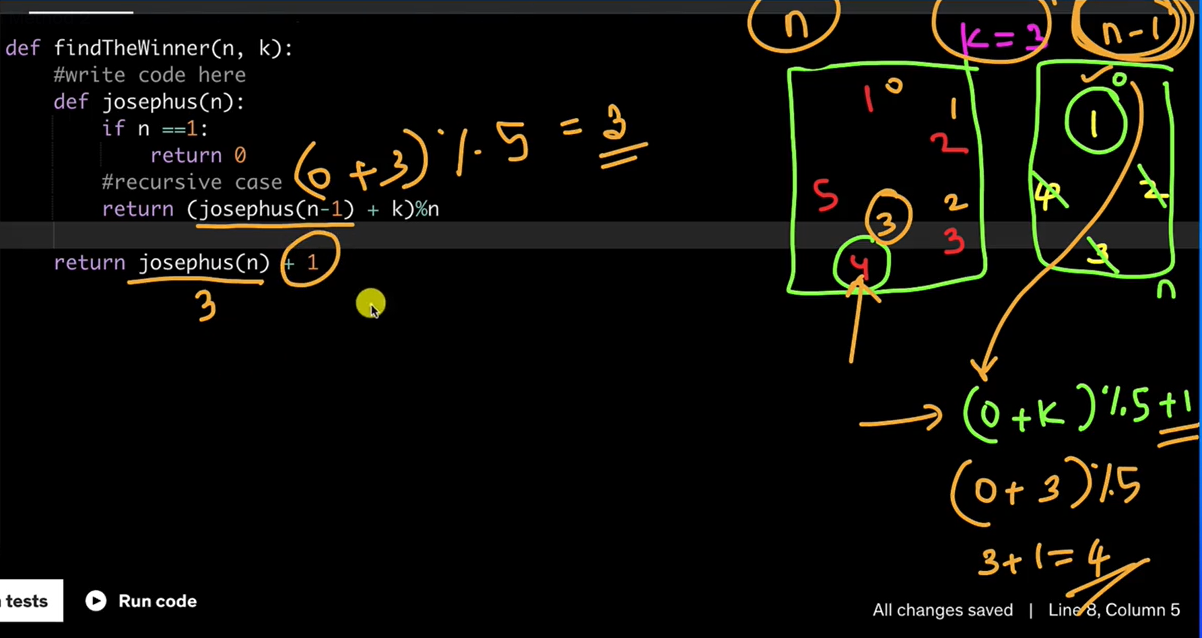 def findTheWinner(n, k):
#write code here
def josephus(n):
if n ==1:
return 0
#recursive case
return (josephus(n-1) + k)%n
return josephus(n) + 1
(0 + 3) % 5 = 3
3
n
k = 3
n-1
1 0
1
2
5
2
3
3
4
0
1
4
2
3
n
(0 + k) % 5 + 1
(0 + 3) % 5
3 + 1 = 4
tests
Run code
All changes saved | Line 8, Column 5